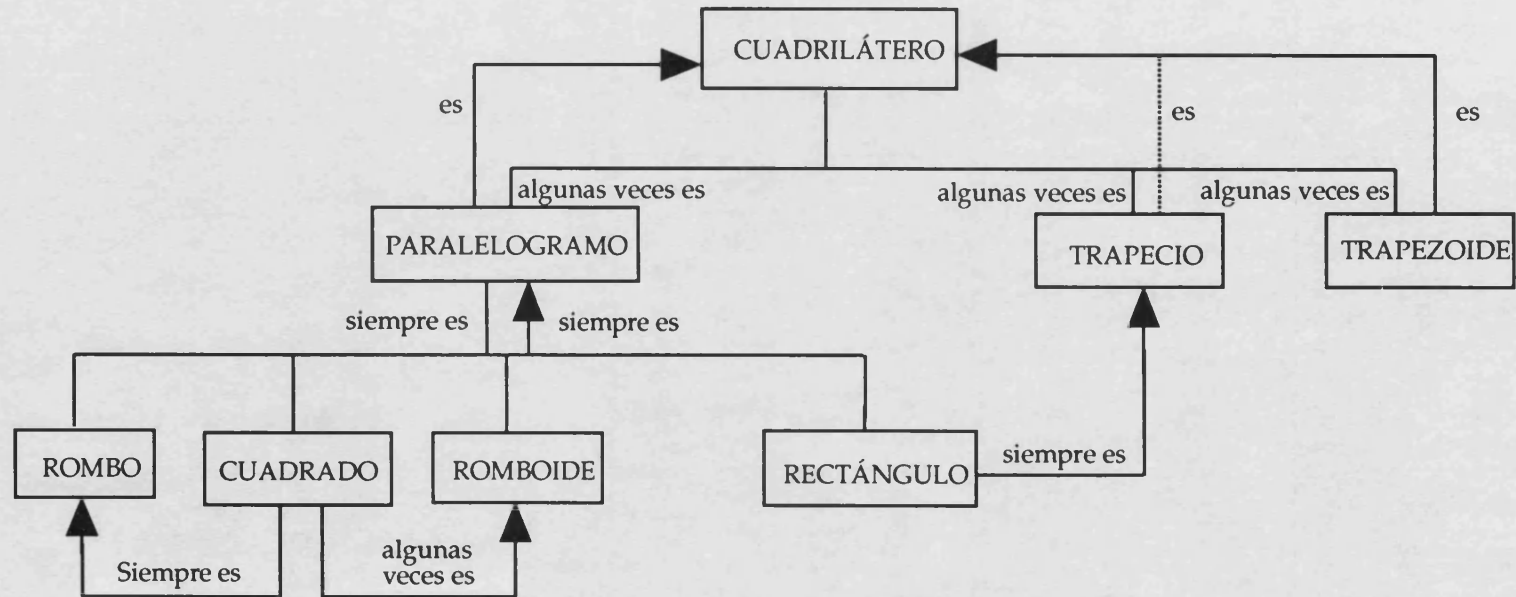 CUADRILÁTERO
es
es
es
algunas veces es
algunas veces es
algunas veces es
PARALELOGRAMO
TRAPECIO
TRAPEZOIDE
siempre es
siempre es
ROMBO
CUADRADO
ROMBOIDE
RECTÁNGULO
siempre es
Siempre es
algunas
veces es